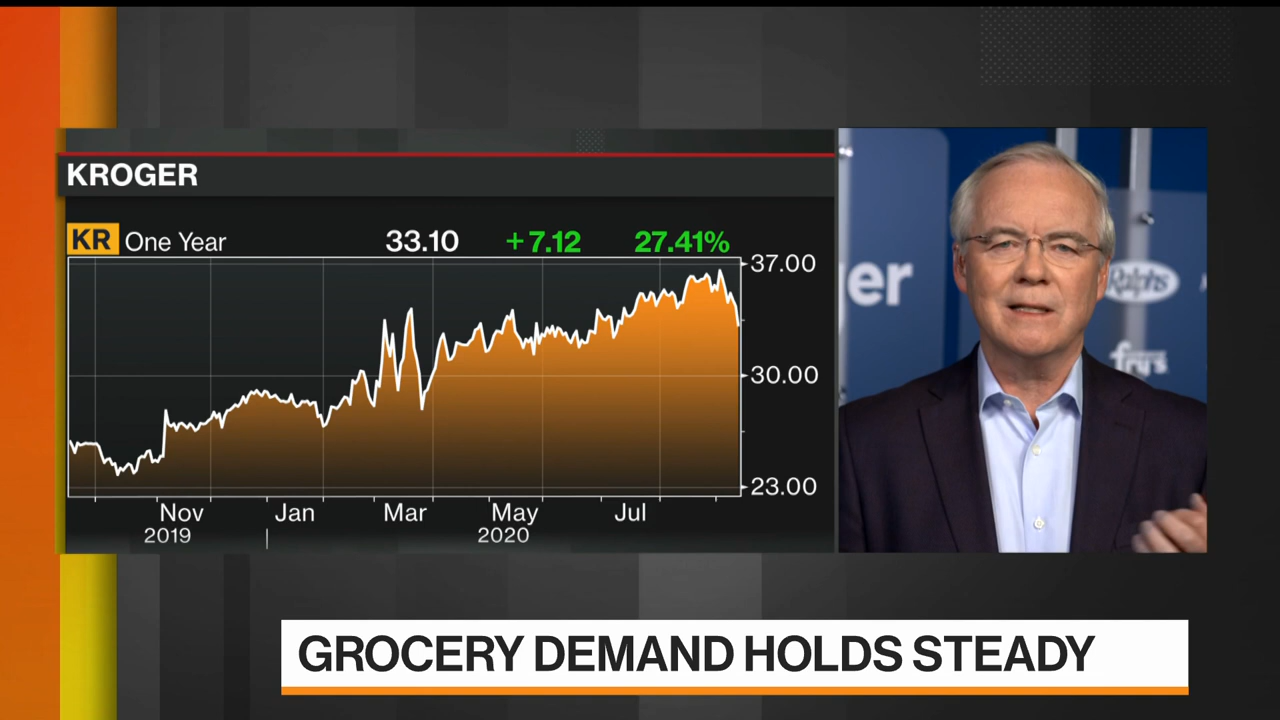 KROGER
KR One Year 33.10 +7.12 27.41%
37.00
30.00
23.00
Nov Jan Mar May Jul
2019 2020
ger
Ralphs
fry's
GROCERY DEMAND HOLDS STEADY